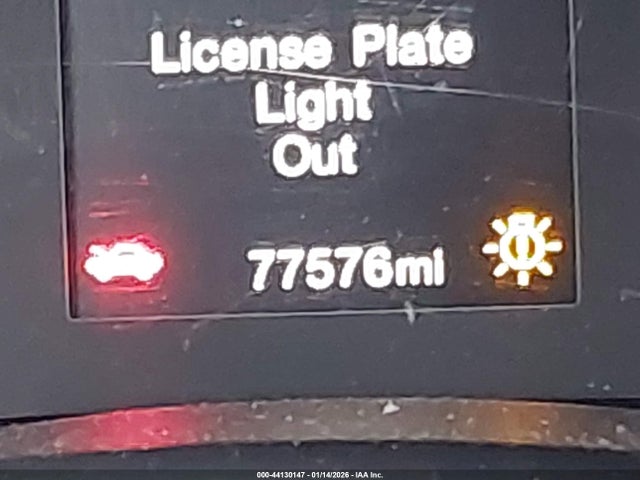 License Plate
Light
Out
77576mi
000-44130147 - 01/14/2026 - IAA Inc.